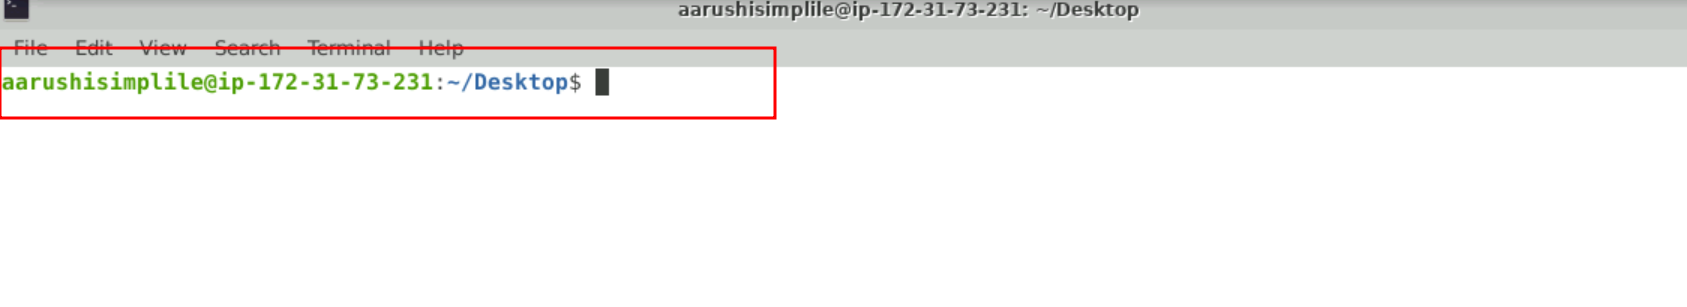 aarushisimplile@ip-172-31-73-231: ~/Desktop
File Edit View Search Terminal Help
aarushisimplile@ip-172-31-73-231:~/Desktop$